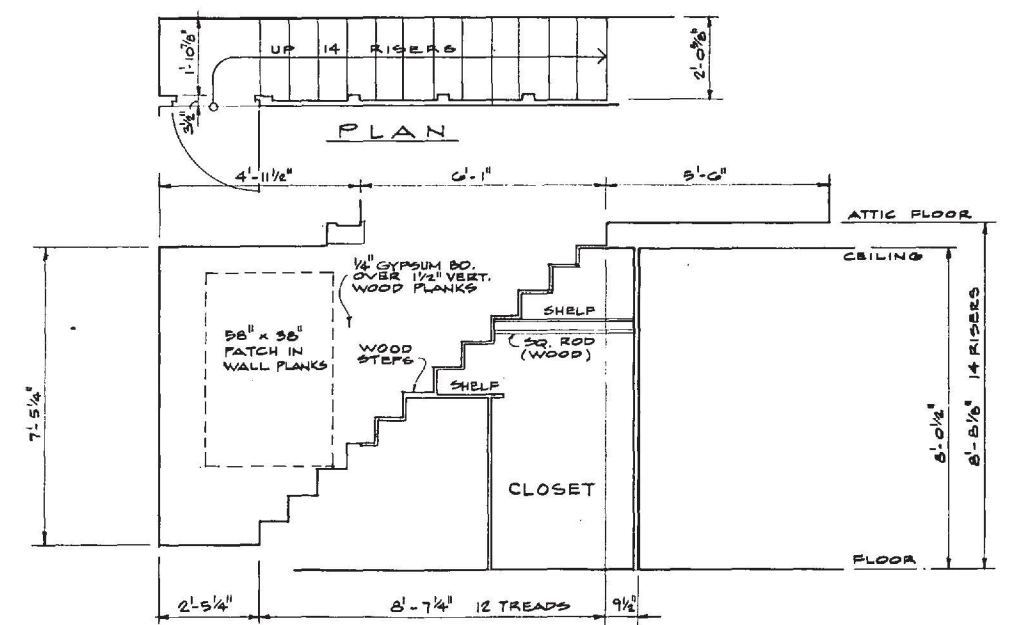 1'-10⅞"
UP 14 RISERS
2'-0⅝"
3½"
PLAN
4'-11½"
6'-1"
5'-6"
ATTIC FLOOR
CEILING
¼" GYPSUM BD.
OVER 1½" VERT.
WOOD PLANKS
58" x 38"
PATCH IN
WALL PLANKS
WOOD
STEPS
SHELF
SQ. ROD
(WOOD)
SHELF
7'-5¼"
8'-0½"
8'-8⅛" 14 RISERS
CLOSET
FLOOR
2'-5¼"
8'-7¼" 12 TREADS
9½"